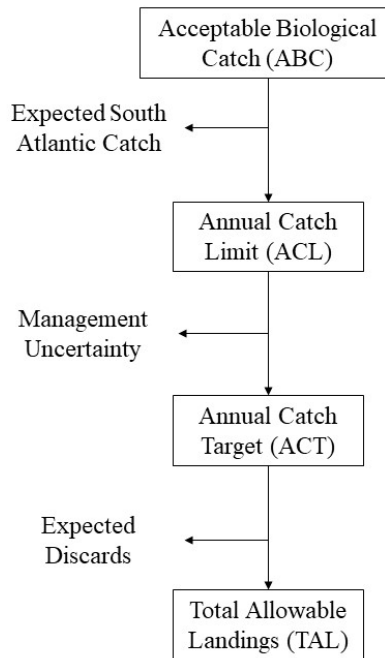 Acceptable Biological
Catch (ABC)
Expected South
Atlantic Catch
Annual Catch
Limit (ACL)
Management
Uncertainty
Annual Catch
Target (ACT)
Expected
Discards
Total Allowable
Landings (TAL)